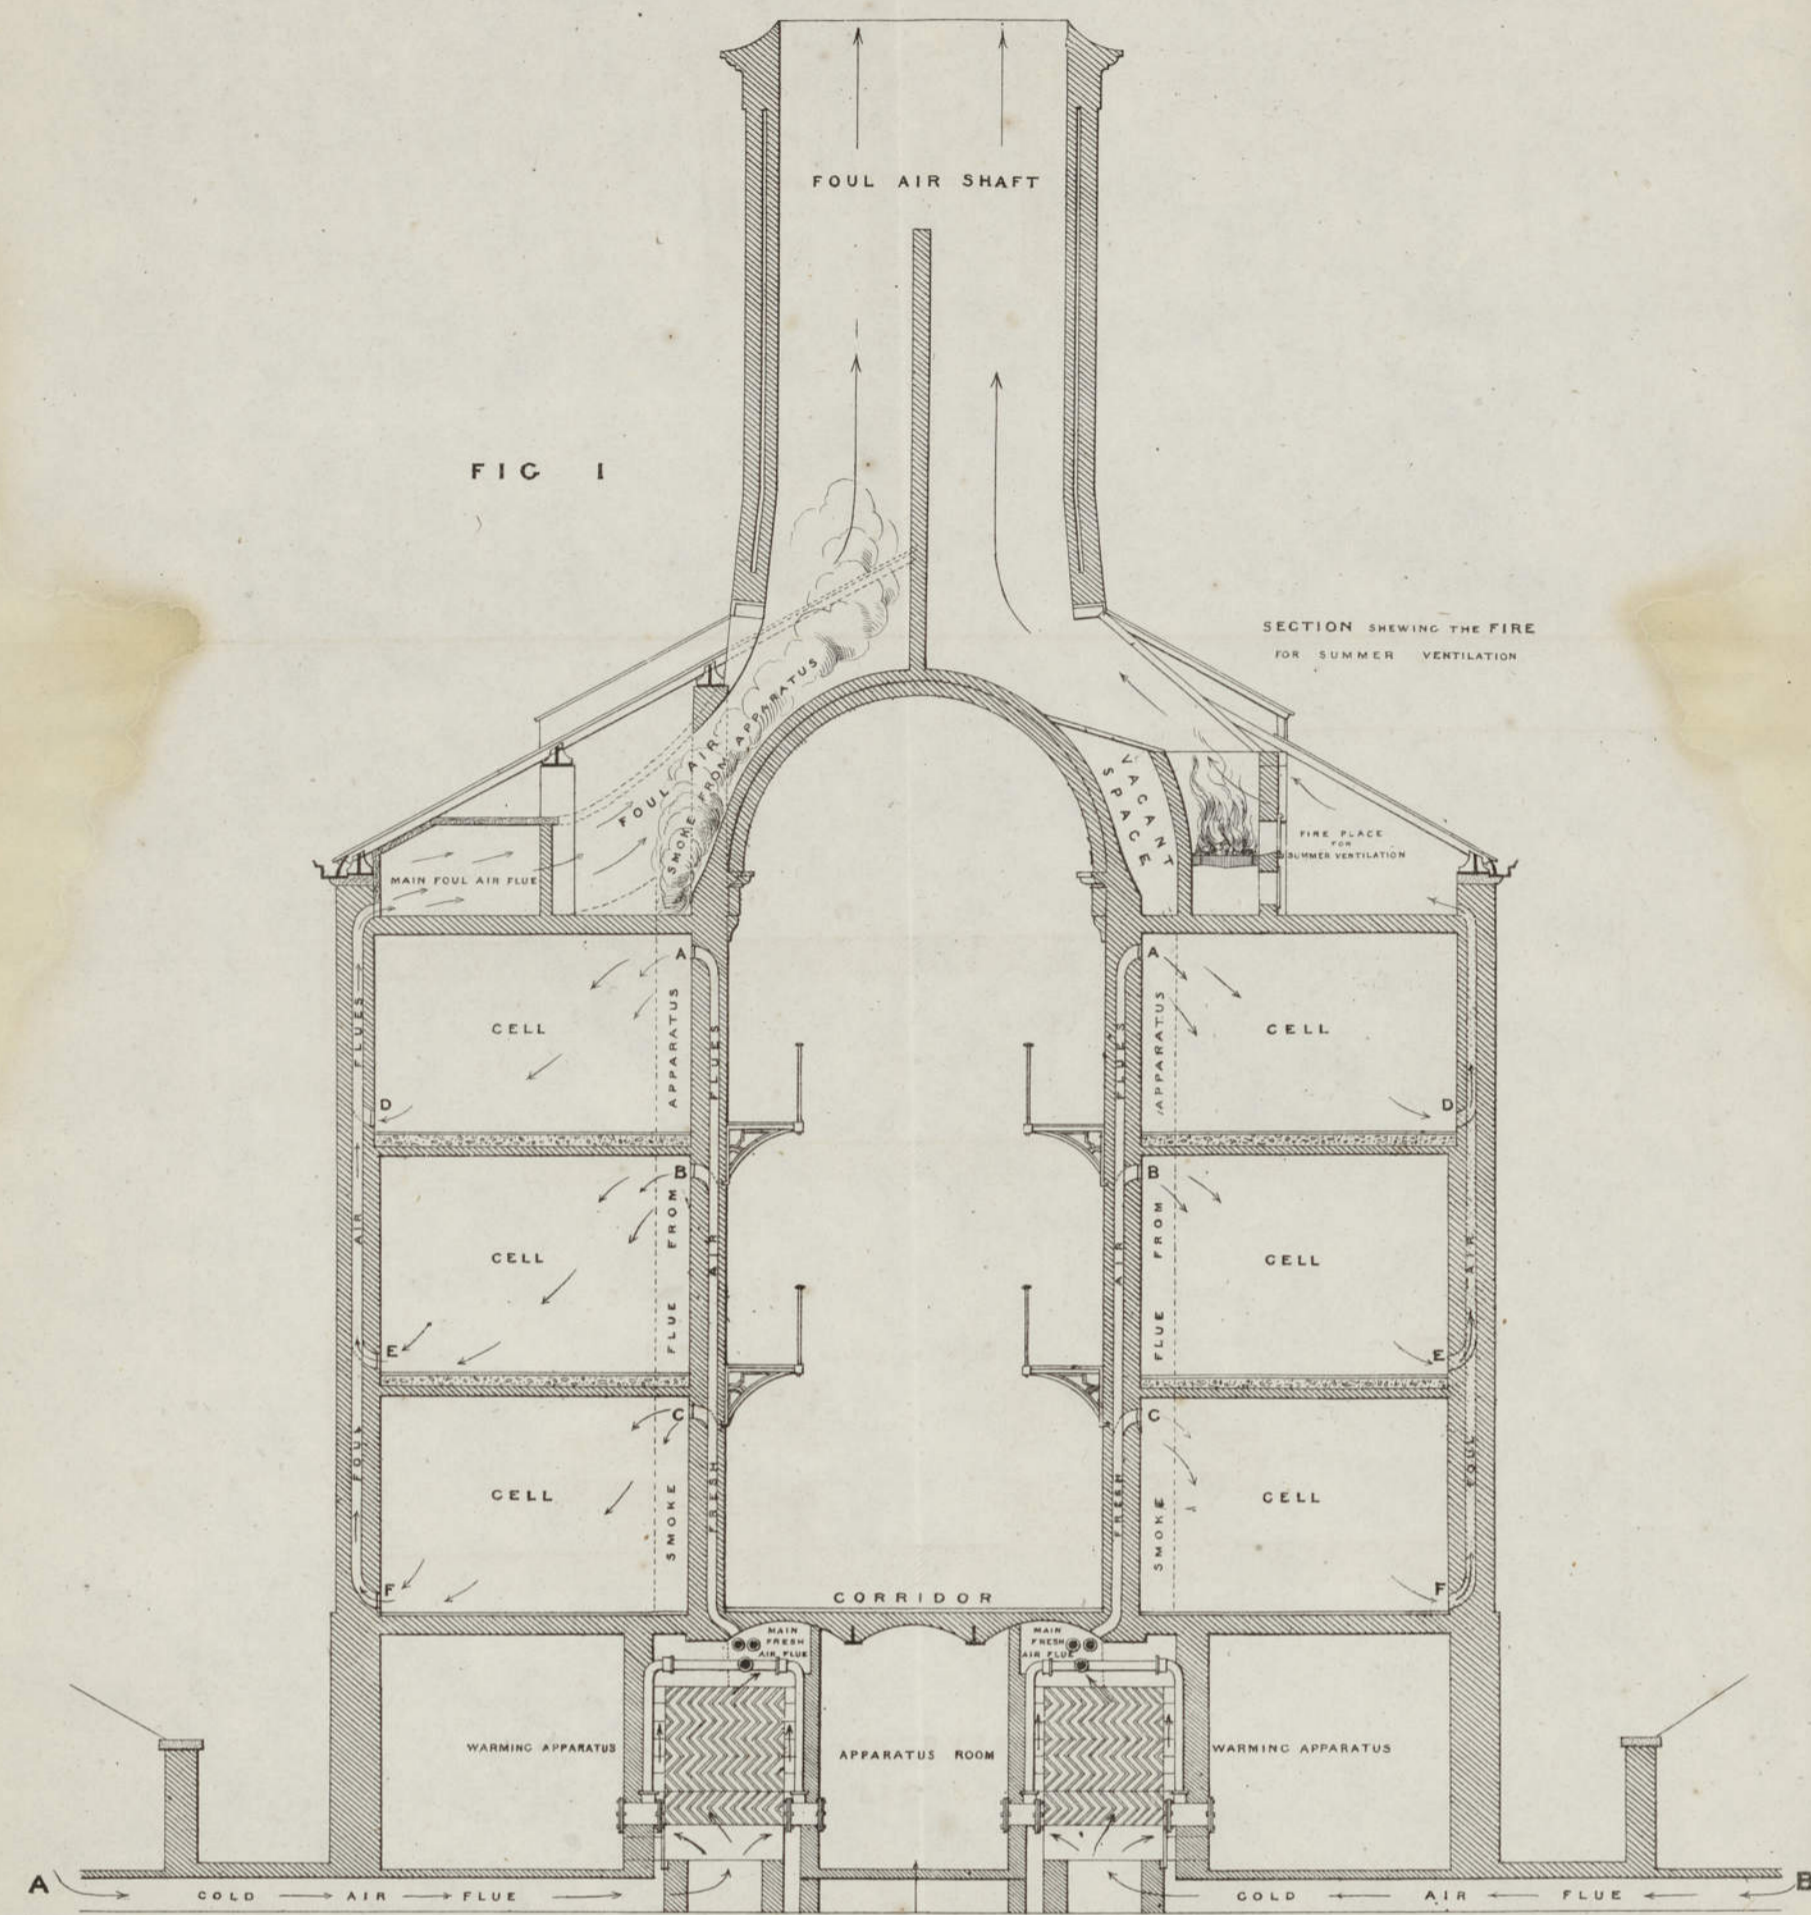 FOUL AIR SHAFT
FIG 1
SECTION SHEWING THE FIRE
FOR SUMMER VENTILATION
FOUL AIR
SMOKE FROM APPARATUS
VACANT
SPACE
FIRE PLACE
FOR
SUMMER VENTILATION
MAIN FOUL AIR FLUE
A
A
CELL
CELL
D
D
B
B
CELL
CELL
E
E
C
C
CELL
CELL
F
F
FOUL AIR FLUES
SMOKE FLUE FROM APPARATUS
FRESH AIR FLUES
FRESH AIR FLUES
SMOKE FLUE FROM APPARATUS
FOUL AIR
CORRIDOR
MAIN
FRESH
AIR FLUE
MAIN
FRESH
AIR FLUE
WARMING APPARATUS
APPARATUS ROOM
WARMING APPARATUS
A
COLD AIR FLUE
COLD AIR FLUE
B